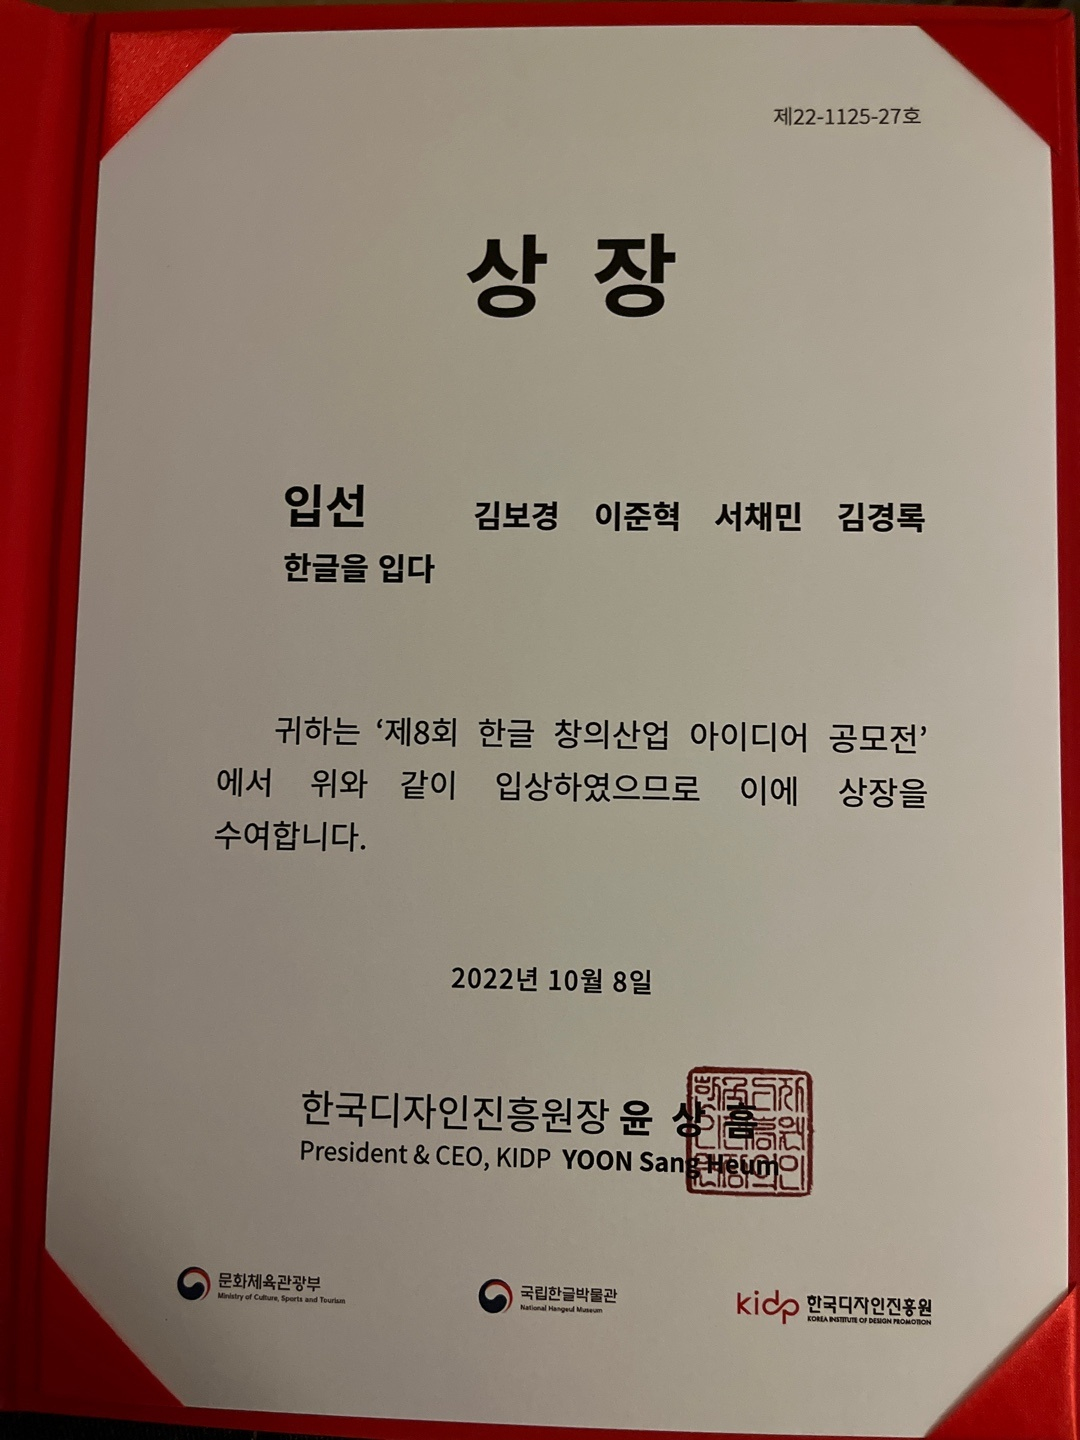 제22-1125-27호
상 장
입선 김보경 이준혁 서채민 김경록
한글을 입다
귀하는 ‘제8회 한글 창의산업 아이디어 공모전’
에서 위와 같이 입상하였으므로 이에 상장을
수여합니다.
2022년 10월 8일
한국디자인진흥원장 윤 상 흠
President & CEO, KIDP YOON Sang Heum
문화체육관광부
Ministry of Culture, Sports and Tourism
국립한글박물관
National Hangeul Museum
kidp 한국디자인진흥원
KOREA INSTITUTE OF DESIGN PROMOTION